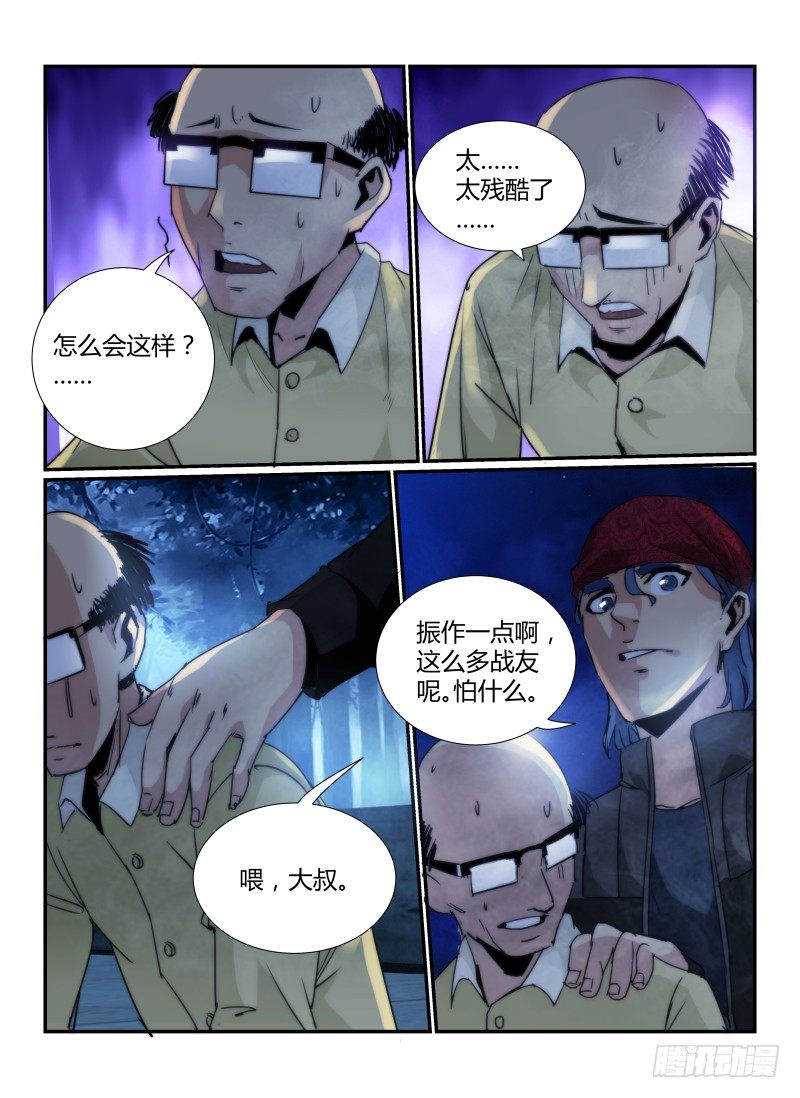 怎么会这样？
……
太……
太残酷了
……
喂，大叔。
振作一点啊，
这么多战友
呢。怕什么。
腾讯动漫